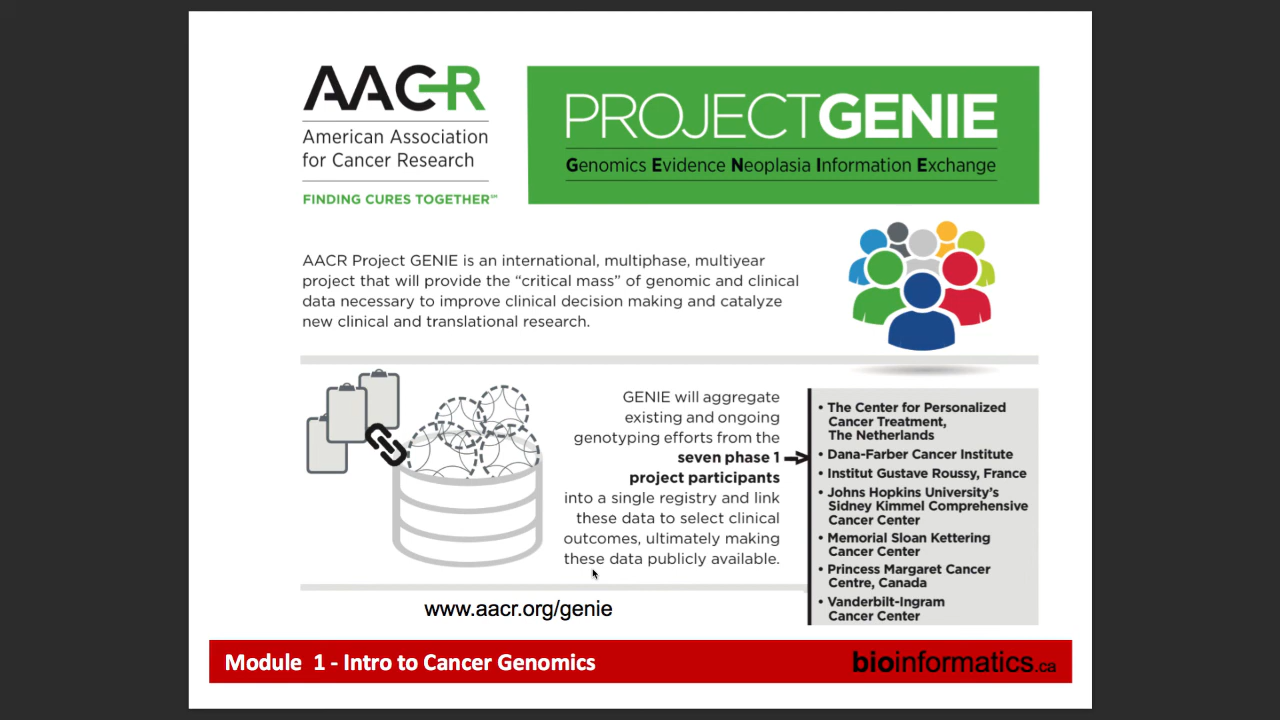 AACR
American Association
for Cancer Research
FINDING CURES TOGETHER℠
PROJECTGENIE
Genomics Evidence Neoplasia Information Exchange
AACR Project GENIE is an international, multiphase, multiyear
project that will provide the “critical mass” of genomic and clinical
data necessary to improve clinical decision making and catalyze
new clinical and translational research.
GENIE will aggregate
existing and ongoing
genotyping efforts from the
seven phase 1
project participants
into a single registry and link
these data to select clinical
outcomes, ultimately making
these data publicly available.
• The Center for Personalized
Cancer Treatment,
The Netherlands
• Dana-Farber Cancer Institute
• Institut Gustave Roussy, France
• Johns Hopkins University’s
Sidney Kimmel Comprehensive
Cancer Center
• Memorial Sloan Kettering
Cancer Center
• Princess Margaret Cancer
Centre, Canada
• Vanderbilt-Ingram
Cancer Center
www.aacr.org/genie
Module 1 - Intro to Cancer Genomics
bioinformatics.ca